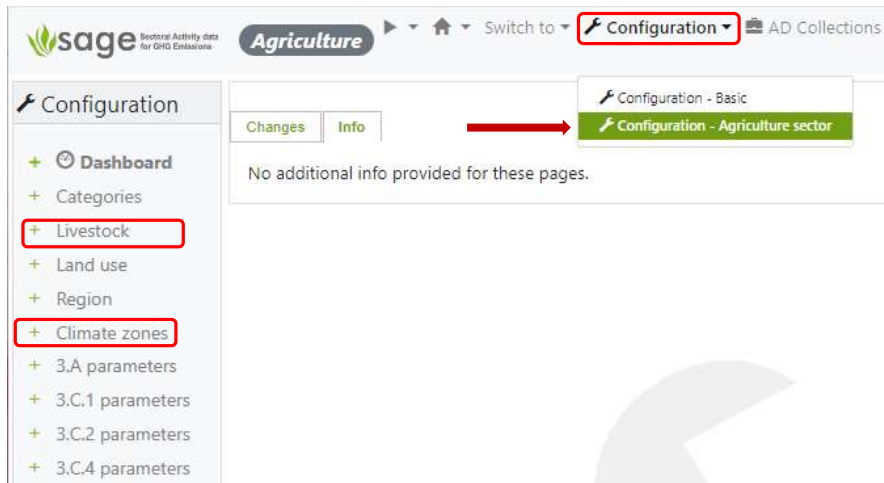 sage Sectoral Activity data
for GHG Emissions
Agriculture
Switch to
Configuration
AD Collections
Configuration - Basic
Configuration - Agriculture sector
Configuration
Changes
Info
No additional info provided for these pages.
+ Dashboard
+ Categories
+ Livestock
+ Land use
+ Region
+ Climate zones
+ 3.A parameters
+ 3.C.1 parameters
+ 3.C.2 parameters
+ 3.C.4 parameters